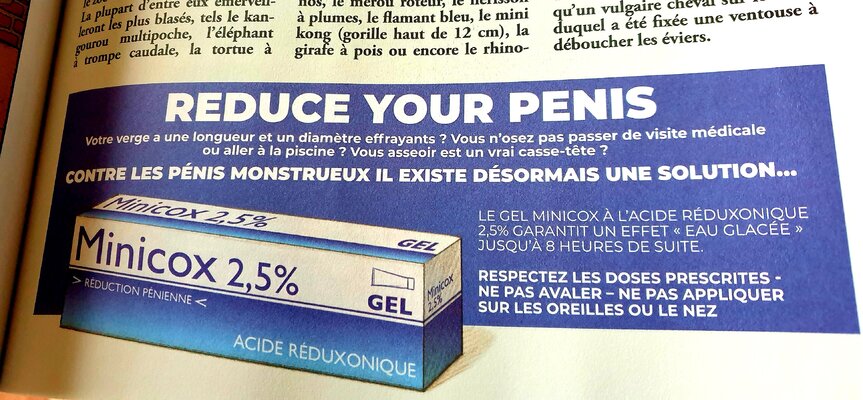 La plupart d'entre eux émerveil-
leront les plus blasés, tels le kan-
gourou multipoche, l'éléphant
à trompe caudale, la tortue à
à plumes, le flamant bleu, le mini
kong (gorille haut de 12 cm), la
girafe à pois ou encore le rhino-
qu'un vulgaire cheval sur
duquel a été fixée une ventouse à
déboucher les éviers.
REDUCE YOUR PENIS
Votre verge a une longueur et un diamètre effrayants ? Vous n'osez pas passer de visite médicale
ou aller à la piscine ? Vous asseoir est un vrai casse-tête ?
CONTRE LES PÉNIS MONSTRUEUX IL EXISTE DÉSORMAIS UNE SOLUTION...
Minicox 2,5%
GEL
Minicox 2,5%
> RÉDUCTION PÉNIENNE <
GEL
ACIDE RÉDUXONIQUE
Minicox
2,5%
LE GEL MINICOX À L'ACIDE RÉDUXONIQUE
2,5% GARANTIT UN EFFET « EAU GLACÉE »
JUSQU'À 8 HEURES DE SUITE.
RESPECTEZ LES DOSES PRESCRITES -
NE PAS AVALER – NE PAS APPLIQUER
SUR LES OREILLES OU LE NEZ